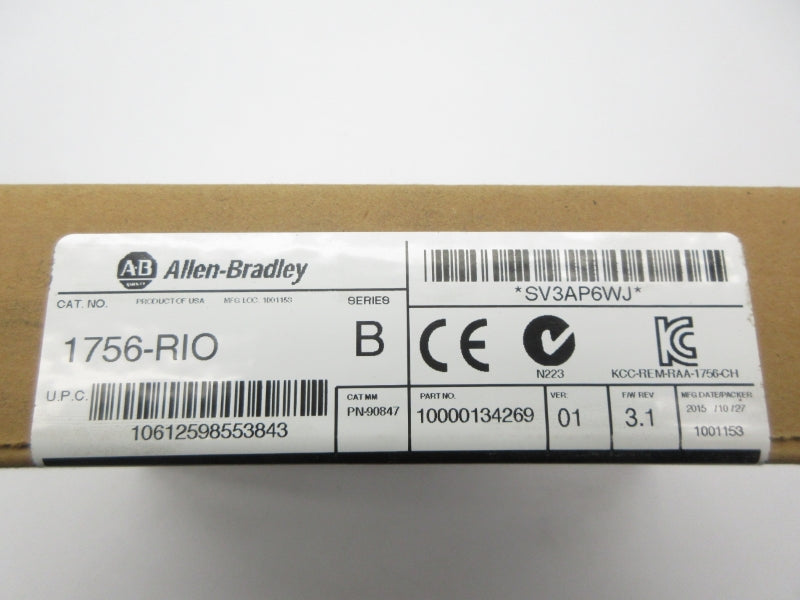 A·B Allen-Bradley
CAT. NO. PRODUCT OF USA MFG LOC. 1001153 SERIES
1756-RIO B
U.P.C.
10612598553843
CAT MM
PN-90847
*SV3AP6WJ*
CE
N223
KC
KCC-REM-RAA-1756-CH
PART NO.
10000134269
VER:
01
F/W REV
3.1
MFG DATE/PACKER
2015 /10 /27
1001153